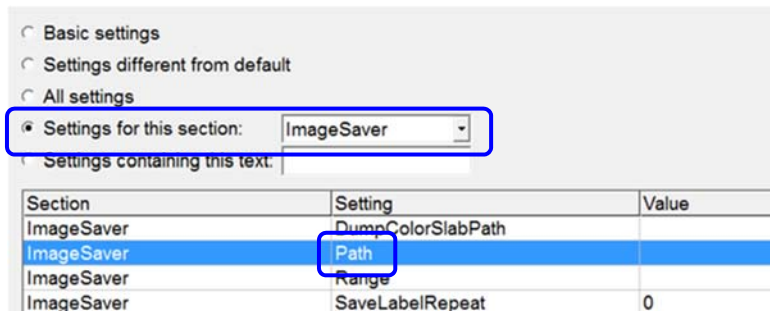 Basic settings
Settings different from default
All settings
Settings for this section: ImageSaver
Settings containing this text:
Section Setting Value
ImageSaver DumpColorSlabPath
ImageSaver Path
ImageSaver Range
ImageSaver SaveLabelRepeat 0